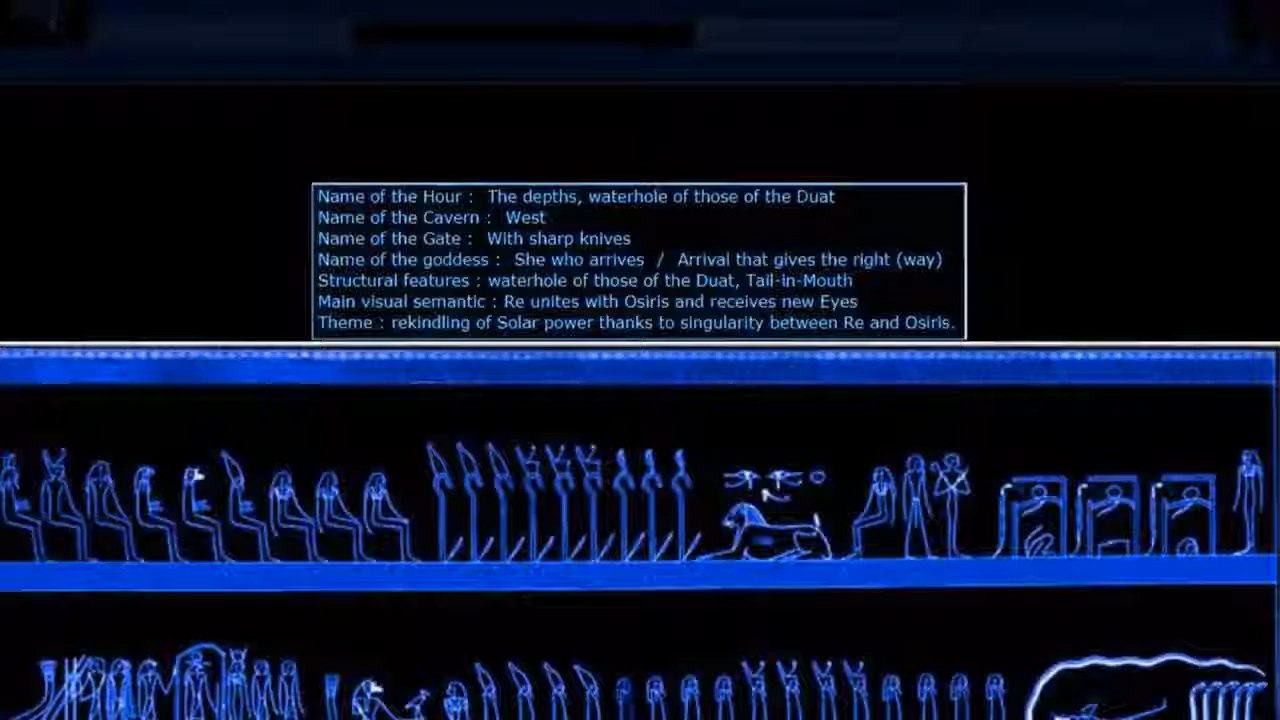 Name of the Hour : The depths, waterhole of those of the Duat
Name of the Cavern : West
Name of the Gate : With sharp knives
Name of the goddess : She who arrives / Arrival that gives the right (way)
Structural features : waterhole of those of the Duat, Tail-in-Mouth
Main visual semantic : Re unites with Osiris and receives new Eyes
Theme : rekindling of Solar power thanks to singularity between Re and Osiris.